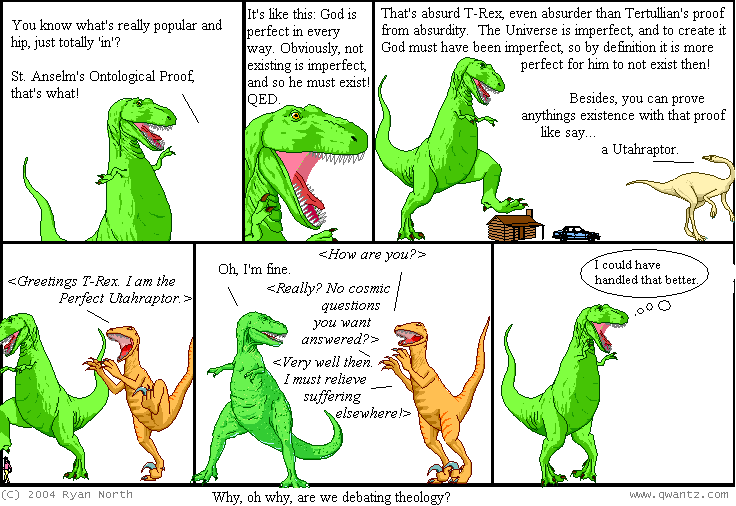 You know what's really popular and
hip, just totally 'in'?
St. Anselm's Ontological Proof,
that's what!
It's like this: God is
perfect in every
way. Obviously, not
existing is imperfect,
and so he must exist!
QED.
That's absurd T-Rex, even absurder than Tertullian's proof
from absurdity. The Universe is imperfect, and to create it
God must have been imperfect, so by definition it is more
perfect for him to not exist then!
Besides, you can prove
anythings existence with that proof
like say...
a Utahraptor.
<Greetings T-Rex. I am the
Perfect Utahraptor.>
<How are you?>
Oh, I'm fine.
<Really? No cosmic
questions
you want
answered?>
<Very well then.
I must relieve
suffering
elsewhere!>
I could have
handled that better.
(C) 2004 Ryan North
Why, oh why, are we debating theology?
www.qwantz.com